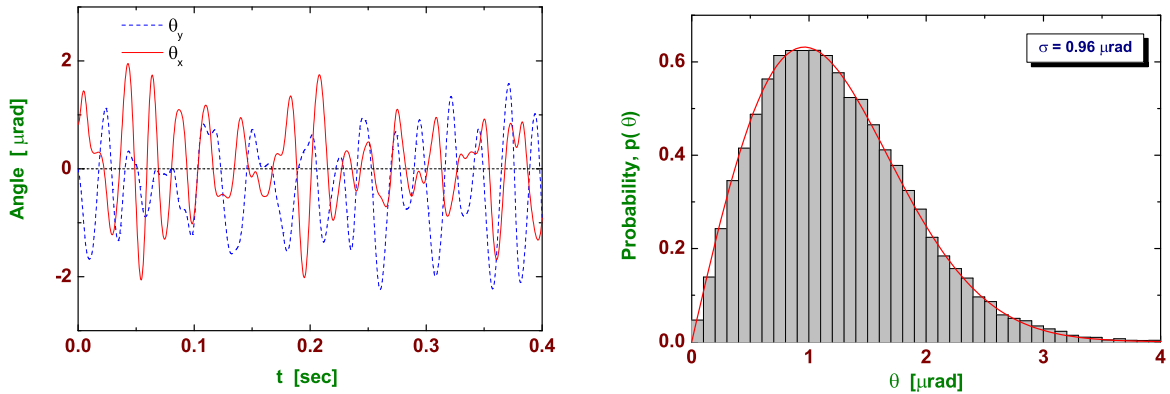 θy
θx
2
0
-2
Angle [ μrad]
0.0 0.1 0.2 0.3 0.4
t [sec]
σ = 0.96 μrad
0.6
0.4
0.2
0.0
Probability, p( θ)
0 1 2 3 4
θ [μrad]